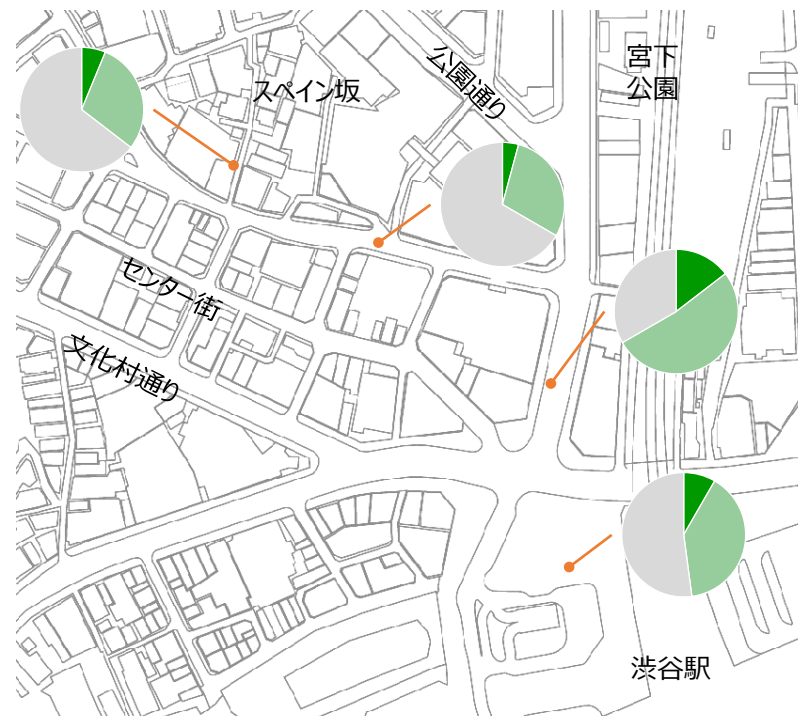 公園通り
宮下
公園
スペイン坂
センター街
文化村通り
渋谷駅